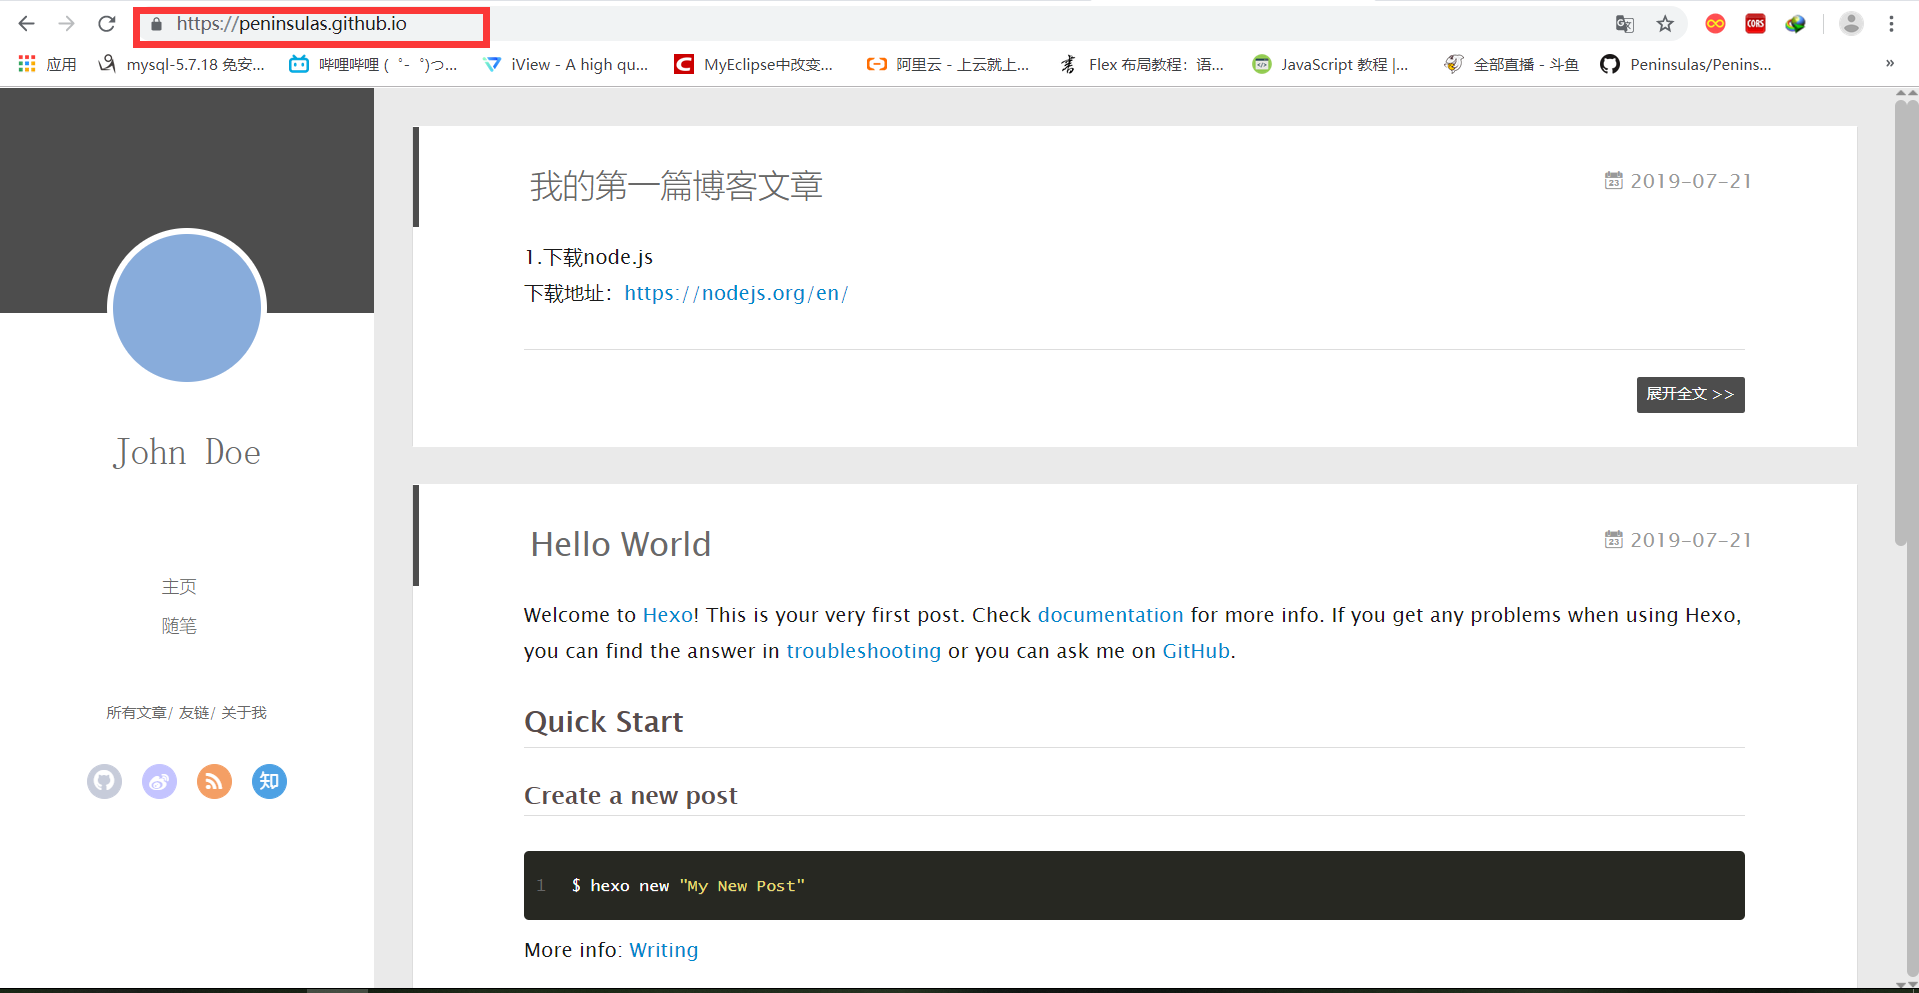 https://peninsulas.github.io
CORS
应用 mysql-5.7.18 免安... 哔哩哔哩 ( ゜- ゜)つ... iView - A high qu... MyEclipse中改变... 阿里云 - 上云就上... Flex 布局教程：语... JavaScript 教程 |... 全部直播 - 斗鱼 Peninsulas/Penins... »
我的第一篇博客文章
23 2019-07-21
1.下载node.js
下载地址：https://nodejs.org/en/
展开全文 >>
John Doe
主页
随笔
所有文章/ 友链/ 关于我
知
Hello World
23 2019-07-21
Welcome to Hexo! This is your very first post. Check documentation for more info. If you get any problems when using Hexo,
you can find the answer in troubleshooting or you can ask me on GitHub.
Quick Start
Create a new post
1 $ hexo new "My New Post"
More info: Writing